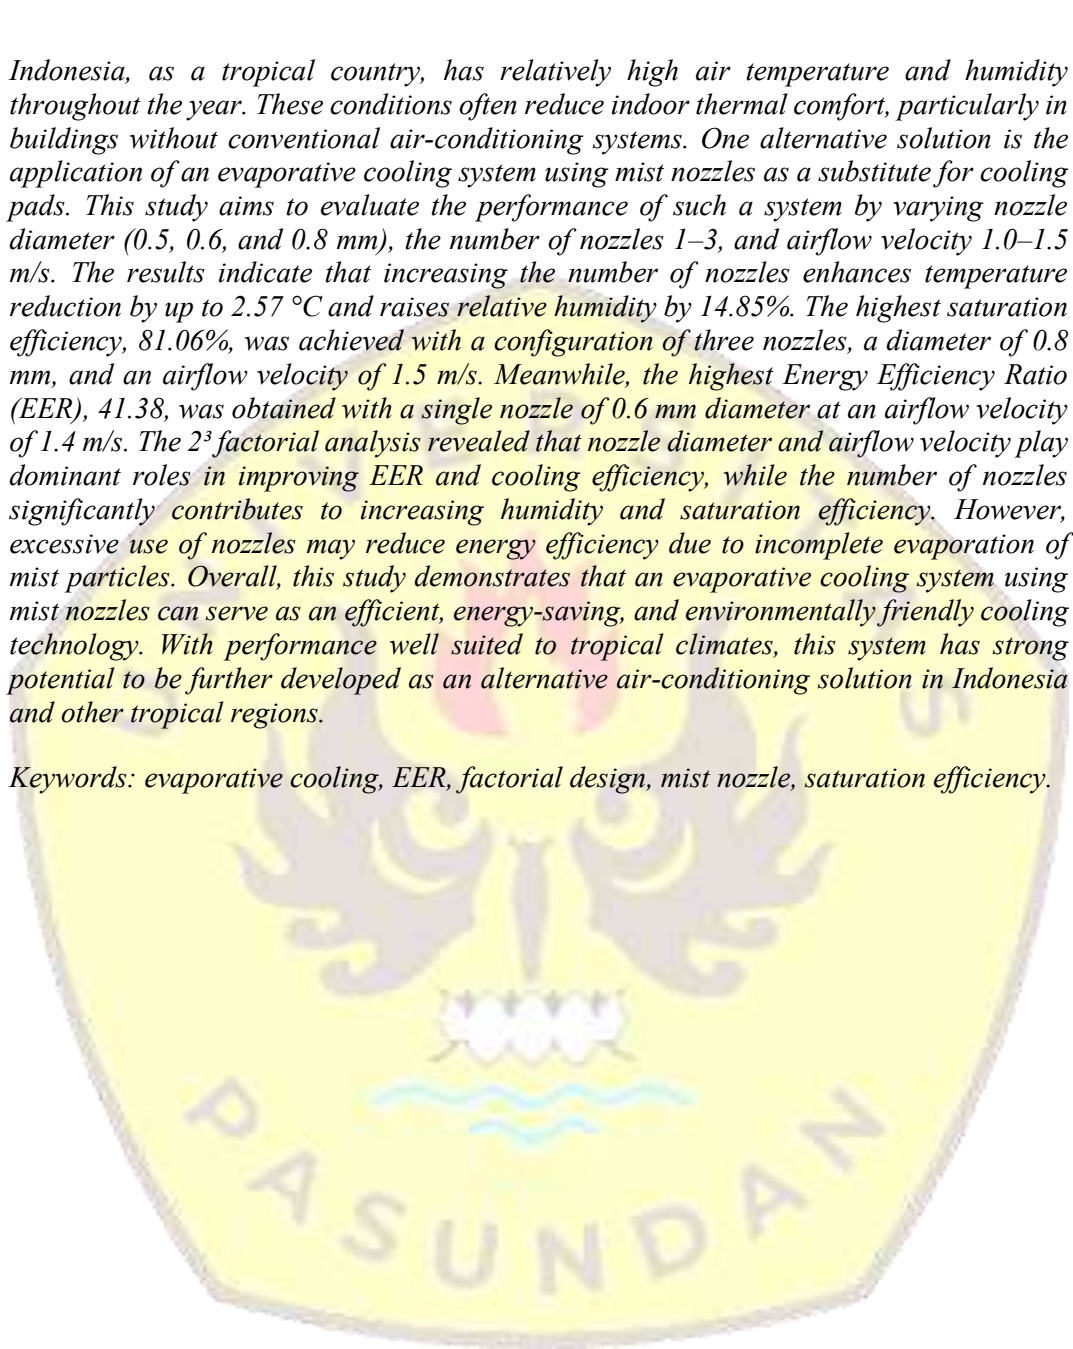 Indonesia, as a tropical country, has relatively high air temperature and humidity
throughout the year. These conditions often reduce indoor thermal comfort, particularly in
buildings without conventional air-conditioning systems. One alternative solution is the
application of an evaporative cooling system using mist nozzles as a substitute for cooling
pads. This study aims to evaluate the performance of such a system by varying nozzle
diameter (0.5, 0.6, and 0.8 mm), the number of nozzles 1–3, and airflow velocity 1.0–1.5
m/s. The results indicate that increasing the number of nozzles enhances temperature
reduction by up to 2.57 °C and raises relative humidity by 14.85%. The highest saturation
efficiency, 81.06%, was achieved with a configuration of three nozzles, a diameter of 0.8
mm, and an airflow velocity of 1.5 m/s. Meanwhile, the highest Energy Efficiency Ratio
(EER), 41.38, was obtained with a single nozzle of 0.6 mm diameter at an airflow velocity
of 1.4 m/s. The 2³ factorial analysis revealed that nozzle diameter and airflow velocity play
dominant roles in improving EER and cooling efficiency, while the number of nozzles
significantly contributes to increasing humidity and saturation efficiency. However,
excessive use of nozzles may reduce energy efficiency due to incomplete evaporation of
mist particles. Overall, this study demonstrates that an evaporative cooling system using
mist nozzles can serve as an efficient, energy-saving, and environmentally friendly cooling
technology. With performance well suited to tropical climates, this system has strong
potential to be further developed as an alternative air-conditioning solution in Indonesia
and other tropical regions.
Keywords: evaporative cooling, EER, factorial design, mist nozzle, saturation efficiency.
UNIVERSITAS
PASUNDAN